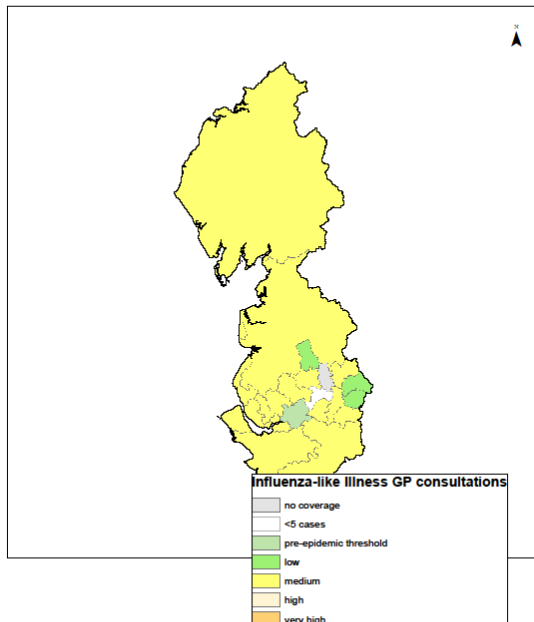 N
Influenza-like Illness GP consultations
no coverage
<5 cases
pre-epidemic threshold
low
medium
high
very high